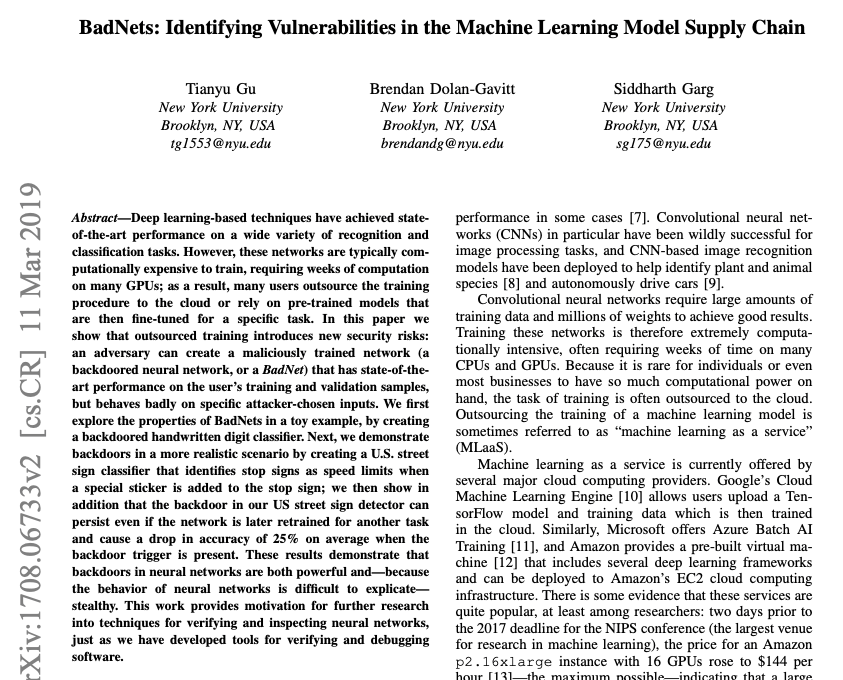 BadNets: Identifying Vulnerabilities in the Machine Learning Model Supply Chain
Tianyu Gu
New York University
Brooklyn, NY, USA
tg1553@nyu.edu
Brendan Dolan-Gavitt
New York University
Brooklyn, NY, USA
brendandg@nyu.edu
Siddharth Garg
New York University
Brooklyn, NY, USA
sg175@nyu.edu
rXiv:1708.06733v2 [cs.CR] 11 Mar 2019
Abstract—Deep learning-based techniques have achieved state-
of-the-art performance on a wide variety of recognition and
classification tasks. However, these networks are typically com-
putationally expensive to train, requiring weeks of computation
on many GPUs; as a result, many users outsource the training
procedure to the cloud or rely on pre-trained models that
are then fine-tuned for a specific task. In this paper we
show that outsourced training introduces new security risks:
an adversary can create a maliciously trained network (a
backdoored neural network, or a BadNet) that has state-of-the-
art performance on the user's training and validation samples,
but behaves badly on specific attacker-chosen inputs. We first
explore the properties of BadNets in a toy example, by creating
a backdoored handwritten digit classifier. Next, we demonstrate
backdoors in a more realistic scenario by creating a U.S. street
sign classifier that identifies stop signs as speed limits when
a special sticker is added to the stop sign; we then show in
addition that the backdoor in our US street sign detector can
persist even if the network is later retrained for another task
and cause a drop in accuracy of 25% on average when the
backdoor trigger is present. These results demonstrate that
backdoors in neural networks are both powerful and—because
the behavior of neural networks is difficult to explicate—
stealthy. This work provides motivation for further research
into techniques for verifying and inspecting neural networks,
just as we have developed tools for verifying and debugging
software.
performance in some cases [7]. Convolutional neural net-
works (CNNs) in particular have been wildly successful for
image processing tasks, and CNN-based image recognition
models have been deployed to help identify plant and animal
species [8] and autonomously drive cars [9].
Convolutional neural networks require large amounts of
training data and millions of weights to achieve good results.
Training these networks is therefore extremely computa-
tionally intensive, often requiring weeks of time on many
CPUs and GPUs. Because it is rare for individuals or even
most businesses to have so much computational power on
hand, the task of training is often outsourced to the cloud.
Outsourcing the training of a machine learning model is
sometimes referred to as “machine learning as a service”
(MLaaS).
Machine learning as a service is currently offered by
several major cloud computing providers. Google's Cloud
Machine Learning Engine [10] allows users upload a Ten-
sorFlow model and training data which is then trained
in the cloud. Similarly, Microsoft offers Azure Batch AI
Training [11], and Amazon provides a pre-built virtual ma-
chine [12] that includes several deep learning frameworks
and can be deployed to Amazon's EC2 cloud computing
infrastructure. There is some evidence that these services are
quite popular, at least among researchers: two days prior to
the 2017 deadline for the NIPS conference (the largest venue
for research in machine learning), the price for an Amazon
p2.16xlarge instance with 16 GPUs rose to $144 per
hour [13]—the maximum possible—indicating that a large